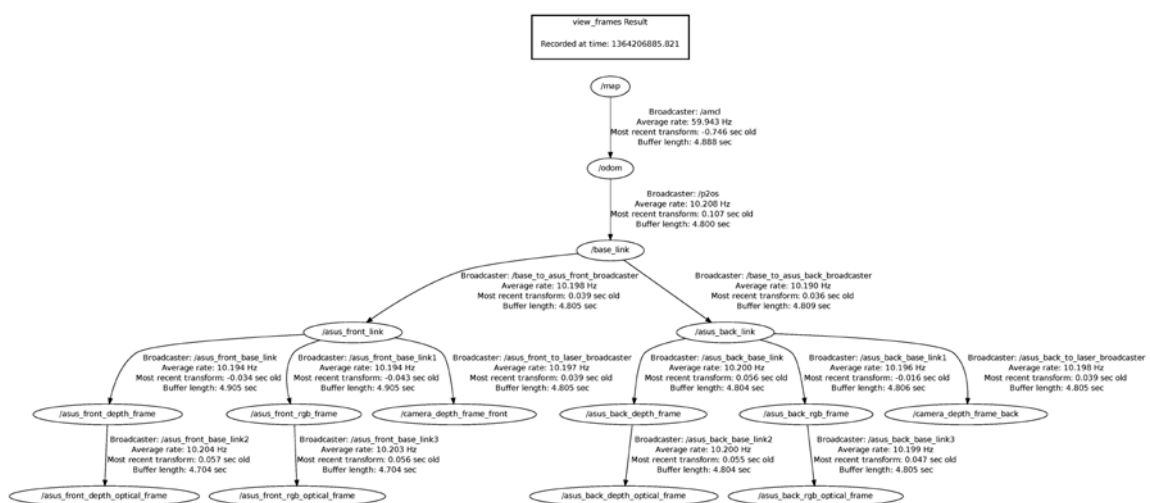 view_frames Result
Recorded at time: 1364206885.821
/map
Broadcaster: /amcl
Average rate: 59.943 Hz
Most recent transform: -0.746 sec old
Buffer length: 4.888 sec
/odom
Broadcaster: /p2os
Average rate: 10.208 Hz
Most recent transform: 0.107 sec old
Buffer length: 4.800 sec
/base_link
Broadcaster: /base_to_asus_front_broadcaster
Average rate: 10.198 Hz
Most recent transform: 0.039 sec old
Buffer length: 4.805 sec
Broadcaster: /base_to_asus_back_broadcaster
Average rate: 10.190 Hz
Most recent transform: 0.036 sec old
Buffer length: 4.809 sec
/asus_front_link
/asus_back_link
Broadcaster: /asus_front_base_link
Average rate: 10.194 Hz
Most recent transform: -0.034 sec old
Buffer length: 4.905 sec
Broadcaster: /asus_front_base_link1
Average rate: 10.194 Hz
Most recent transform: -0.043 sec old
Buffer length: 4.905 sec
Broadcaster: /asus_front_to_laser_broadcaster
Average rate: 10.197 Hz
Most recent transform: 0.039 sec old
Buffer length: 4.805 sec
Broadcaster: /asus_back_base_link
Average rate: 10.200 Hz
Most recent transform: 0.056 sec old
Buffer length: 4.804 sec
Broadcaster: /asus_back_base_link1
Average rate: 10.196 Hz
Most recent transform: -0.016 sec old
Buffer length: 4.806 sec
Broadcaster: /asus_back_to_laser_broadcaster
Average rate: 10.198 Hz
Most recent transform: 0.039 sec old
Buffer length: 4.805 sec
/asus_front_depth_frame
/asus_front_rgb_frame
/camera_depth_frame_front
/asus_back_depth_frame
/asus_back_rgb_frame
/camera_depth_frame_back
Broadcaster: /asus_front_base_link2
Average rate: 10.204 Hz
Most recent transform: 0.057 sec old
Buffer length: 4.704 sec
Broadcaster: /asus_front_base_link3
Average rate: 10.203 Hz
Most recent transform: 0.056 sec old
Buffer length: 4.704 sec
Broadcaster: /asus_back_base_link2
Average rate: 10.200 Hz
Most recent transform: 0.055 sec old
Buffer length: 4.804 sec
Broadcaster: /asus_back_base_link3
Average rate: 10.199 Hz
Most recent transform: 0.047 sec old
Buffer length: 4.805 sec
/asus_front_depth_optical_frame
/asus_front_rgb_optical_frame
/asus_back_depth_optical_frame
/asus_back_rgb_optical_frame